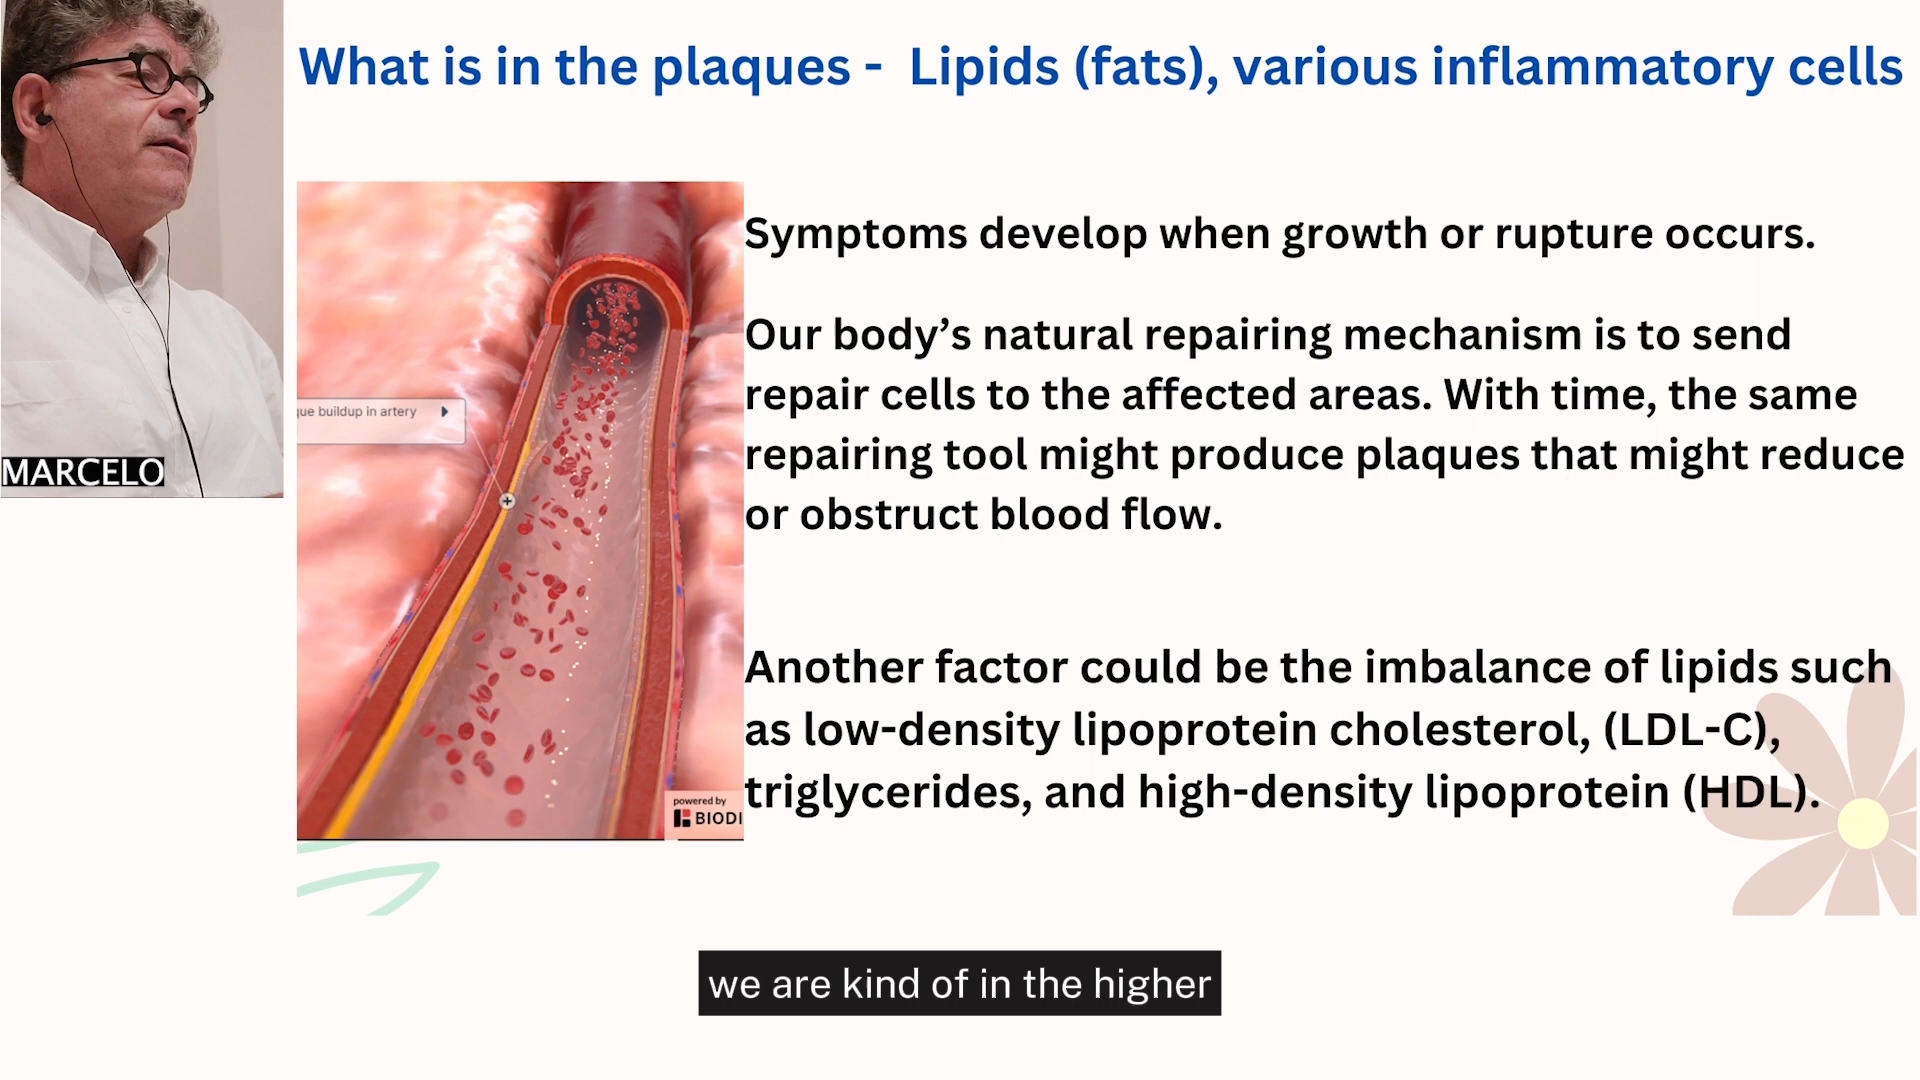 What is in the plaques - Lipids (fats), various inflammatory cells
MARCELO
buildup in artery
Symptoms develop when growth or rupture occurs.
Our body’s natural repairing mechanism is to send
repair cells to the affected areas. With time, the same
repairing tool might produce plaques that might reduce
or obstruct blood flow.
Another factor could be the imbalance of lipids such
as low-density lipoprotein cholesterol, (LDL-C),
triglycerides, and high-density lipoprotein (HDL).
powered by
BIODI
we are kind of in the higher